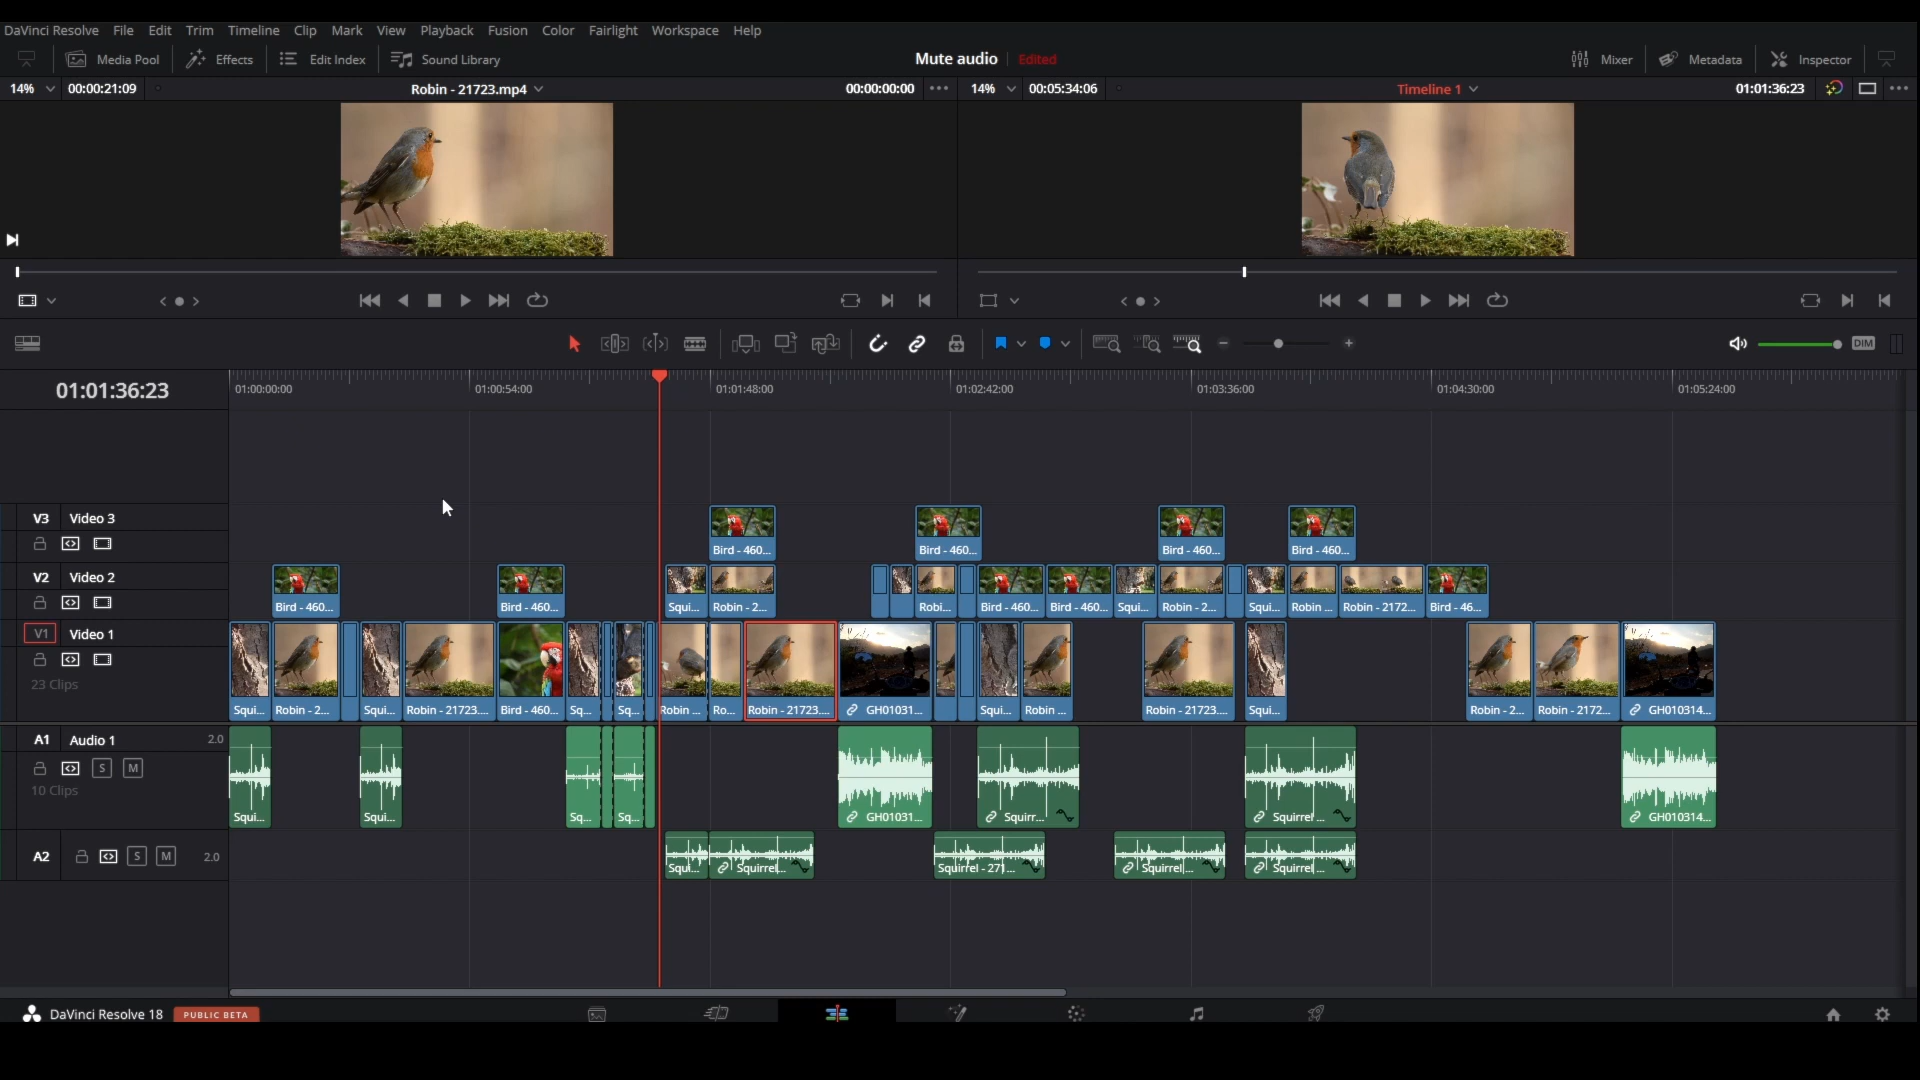 DaVinci Resolve File Edit Trim Timeline Clip Mark View Playback Fusion Color Fairlight Workspace Help
Media Pool Effects Edit Index Sound Library Mute audio Edited Mixer Metadata Inspector
14% 00:00:21:09 Robin - 21723.mp4 00:00:00:00 14% 00:05:34:06 Timeline 1 01:01:36:23
DIM
01:01:36:23 01:00:00:00 01:00:54:00 01:01:48:00 01:02:42:00 01:03:36:00 01:04:30:00 01:05:24:00
V3 Video 3
Bird - 460... Bird - 460... Bird - 460... Bird - 460...
V2 Video 2
Bird - 460... Bird - 460... Squi... Robin - 2... Robi... Bird - 460... Bird - 460... Squi... Robin - 2... Squi... Robin ... Robin - 2172... Bird - 46...
V1 Video 1
23 Clips
Squi... Robin - 2... Squi... Robin - 21723.... Bird - 460... Sq... Sq... Robin ... Ro... Robin - 21723.... GH01031... Squi... Robin ... Robin - 21723.... Squi... Robin - 2... Robin - 2172... GH010314...
A1 Audio 1 2.0
S M
10 Clips
Squi... Squi... Sq... Sq... GH01031... Squirr... Squirrel ... GH010314...
A2 S M 2.0
Squi... Squirrel... Squirrel - 271... Squirrel|... Squirrel ...
DaVinci Resolve 18 PUBLIC BETA